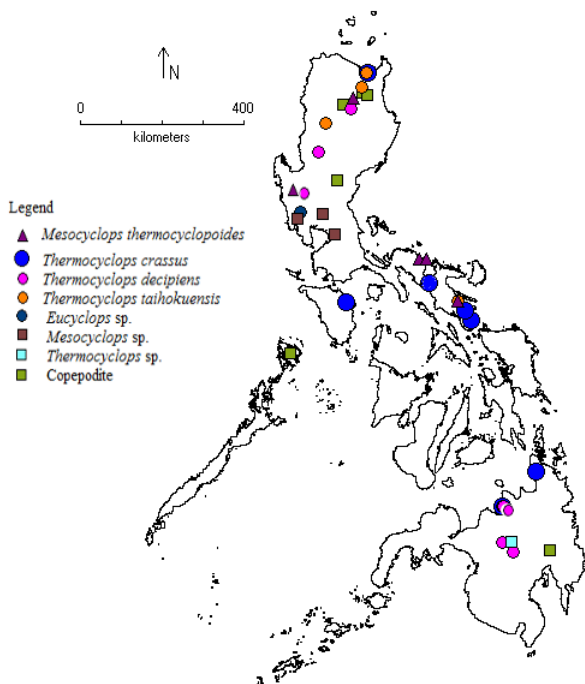 N
0 400
kilometers
Legend
Mesocyclops thermocyclopoides
Thermocyclops crassus
Thermocyclops decipiens
Thermocyclops taihokuensis
Eucyclops sp.
Mesocyclops sp.
Thermocyclops sp.
Copepodite